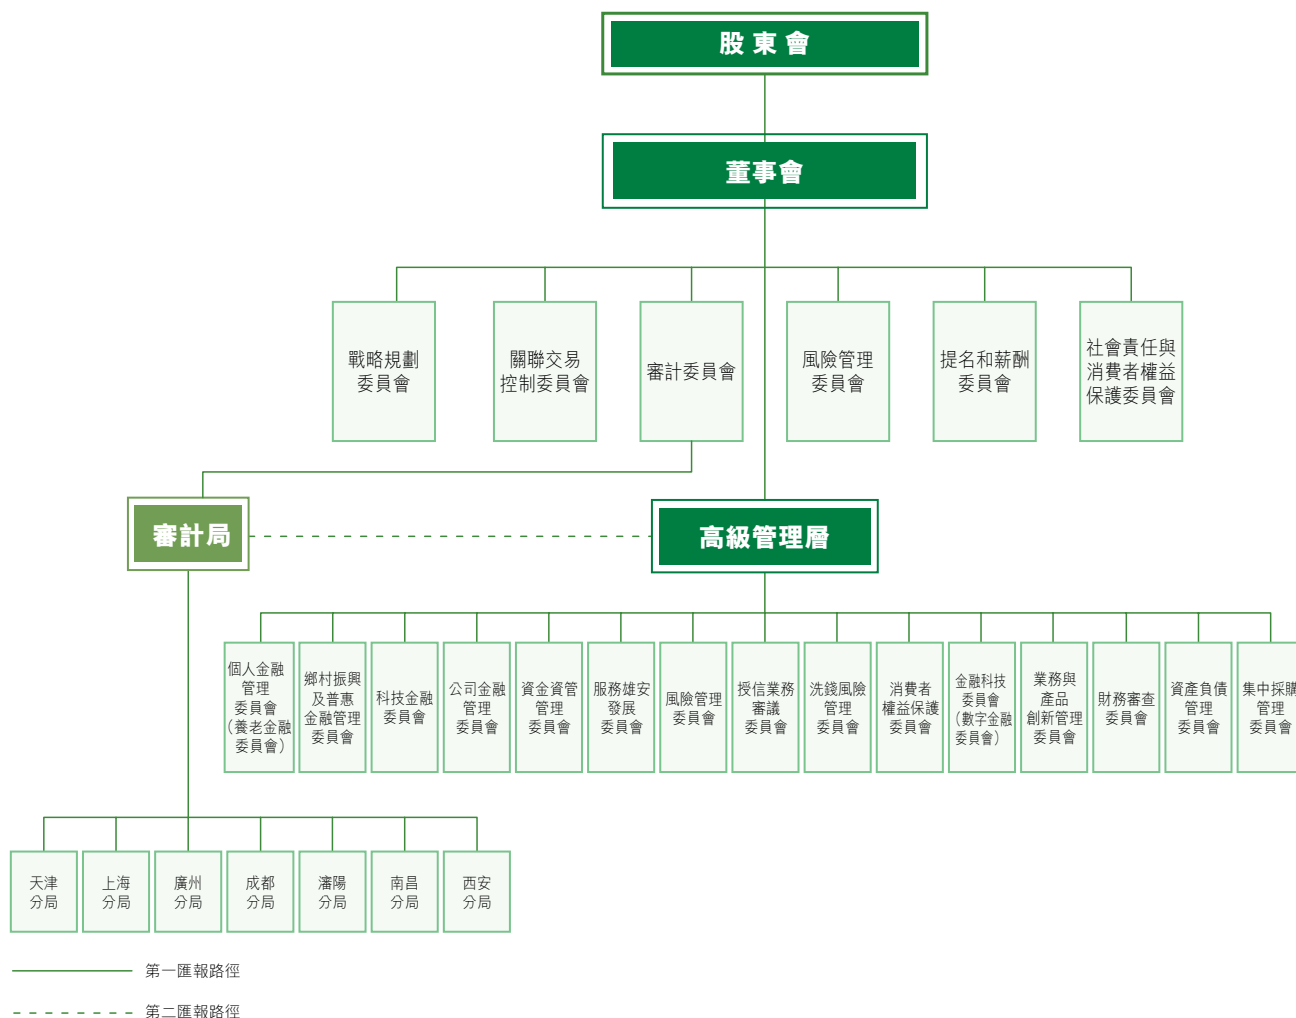 股東會
董事會
戰略規劃
委員會
關聯交易
控制委員會
審計委員會
風險管理
委員會
提名和薪酬
委員會
社會責任與
消費者權益
保護委員會
審計局
高級管理層
個人金融
管理
委員會
（養老金融
委員會）
鄉村振興
及普惠
金融管理
委員會
科技金融
委員會
公司金融
管理
委員會
資金資管
管理
委員會
服務雄安
發展
委員會
風險管理
委員會
授信業務
審議
委員會
洗錢風險
管理
委員會
消費者
權益保護
委員會
金融科技
委員會
（數字金融
委員會）
業務與
產品
創新管理
委員會
財務審查
委員會
資產負債
管理
委員會
集中採購
管理
委員會
天津
分局
上海
分局
廣州
分局
成都
分局
瀋陽
分局
南昌
分局
西安
分局
第一匯報路徑
第二匯報路徑